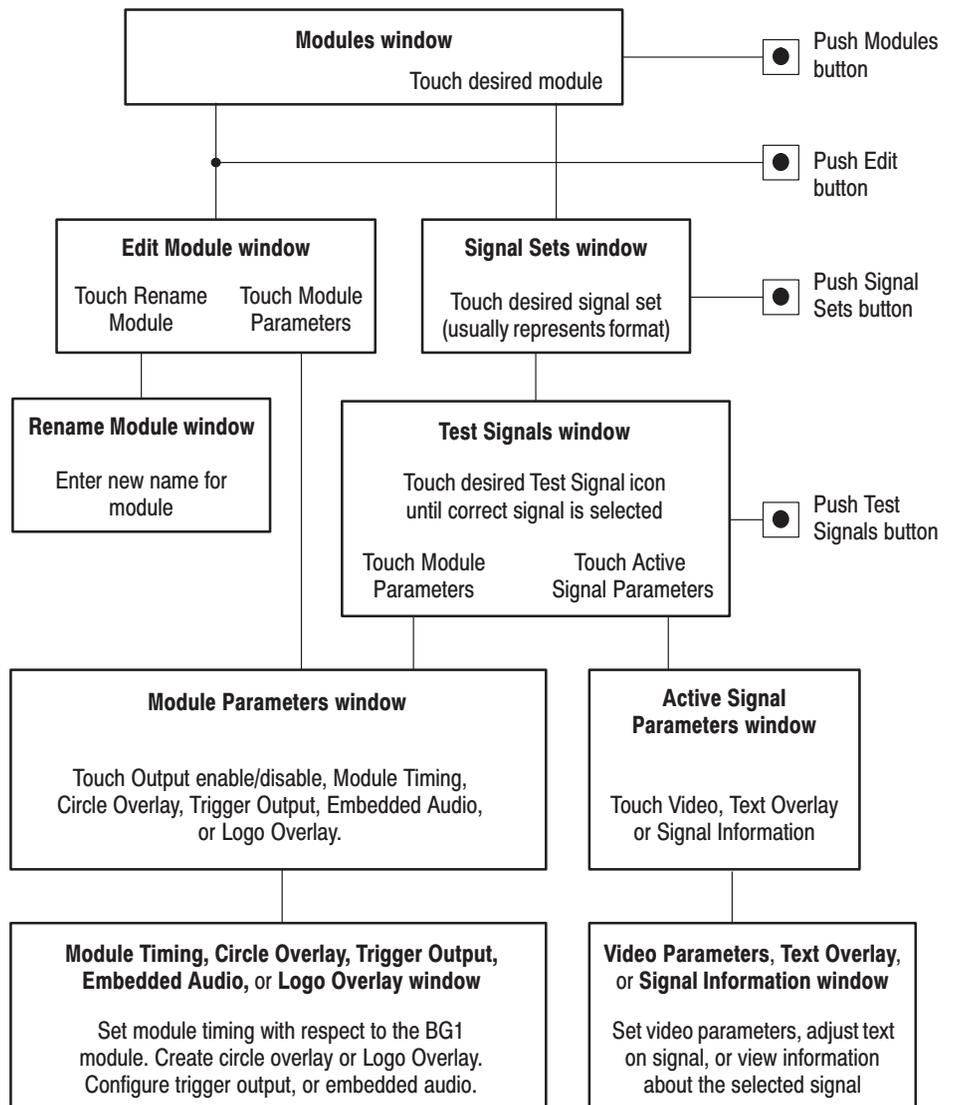 Modules window
Touch desired module
Push Modules
button
Push Edit
button
Edit Module window
Touch Rename
Module
Touch Module
Parameters
Signal Sets window
Touch desired signal set
(usually represents format)
Push Signal
Sets button
Rename Module window
Enter new name for
module
Test Signals window
Touch desired Test Signal icon
until correct signal is selected
Touch Module
Parameters
Touch Active
Signal Parameters
Push Test
Signals button
Module Parameters window
Touch Output enable/disable, Module Timing,
Circle Overlay, Trigger Output, Embedded Audio,
or Logo Overlay.
Active Signal
Parameters window
Touch Video, Text Overlay
or Signal Information
Module Timing, Circle Overlay, Trigger Output,
Embedded Audio, or Logo Overlay window
Set module timing with respect to the BG1
module. Create circle overlay or Logo Overlay.
Configure trigger output, or embedded audio.
Video Parameters, Text Overlay,
or Signal Information window
Set video parameters, adjust text
on signal, or view information
about the selected signal